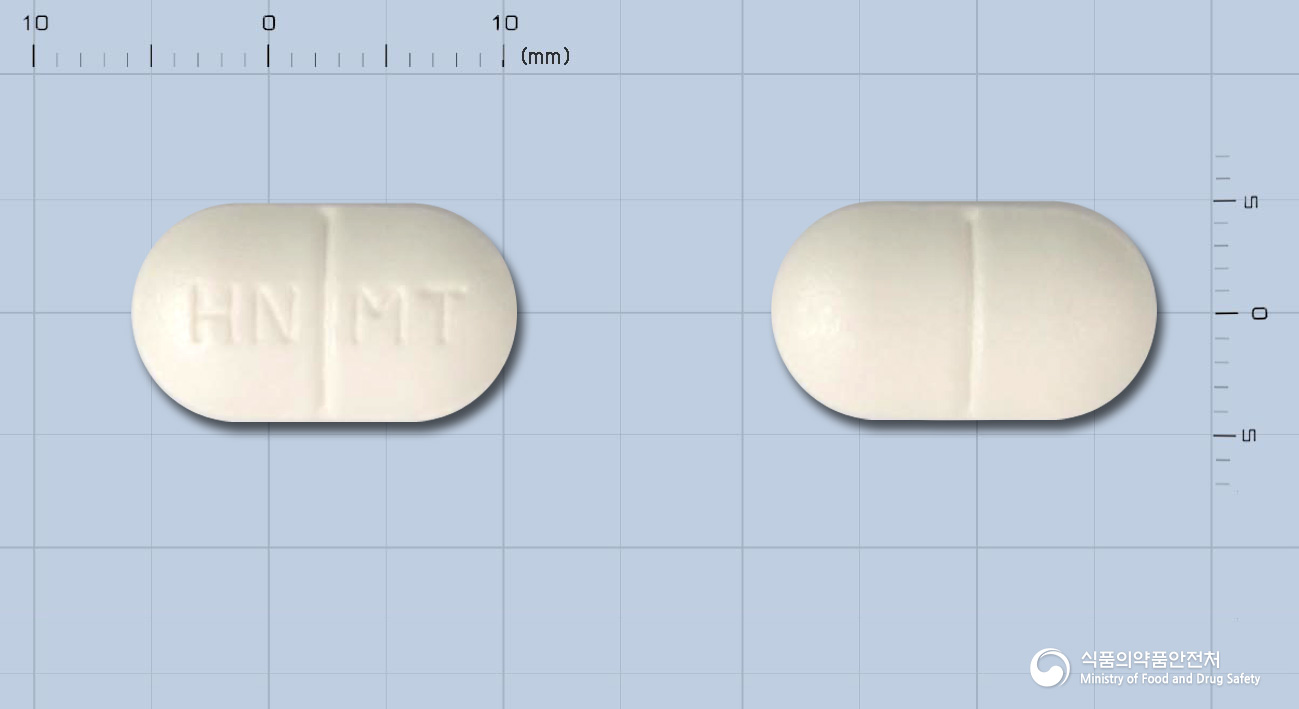 10 0 10
(mm)
HN MT
5
0
5
식품의약품안전처
Ministry of Food and Drug Safety